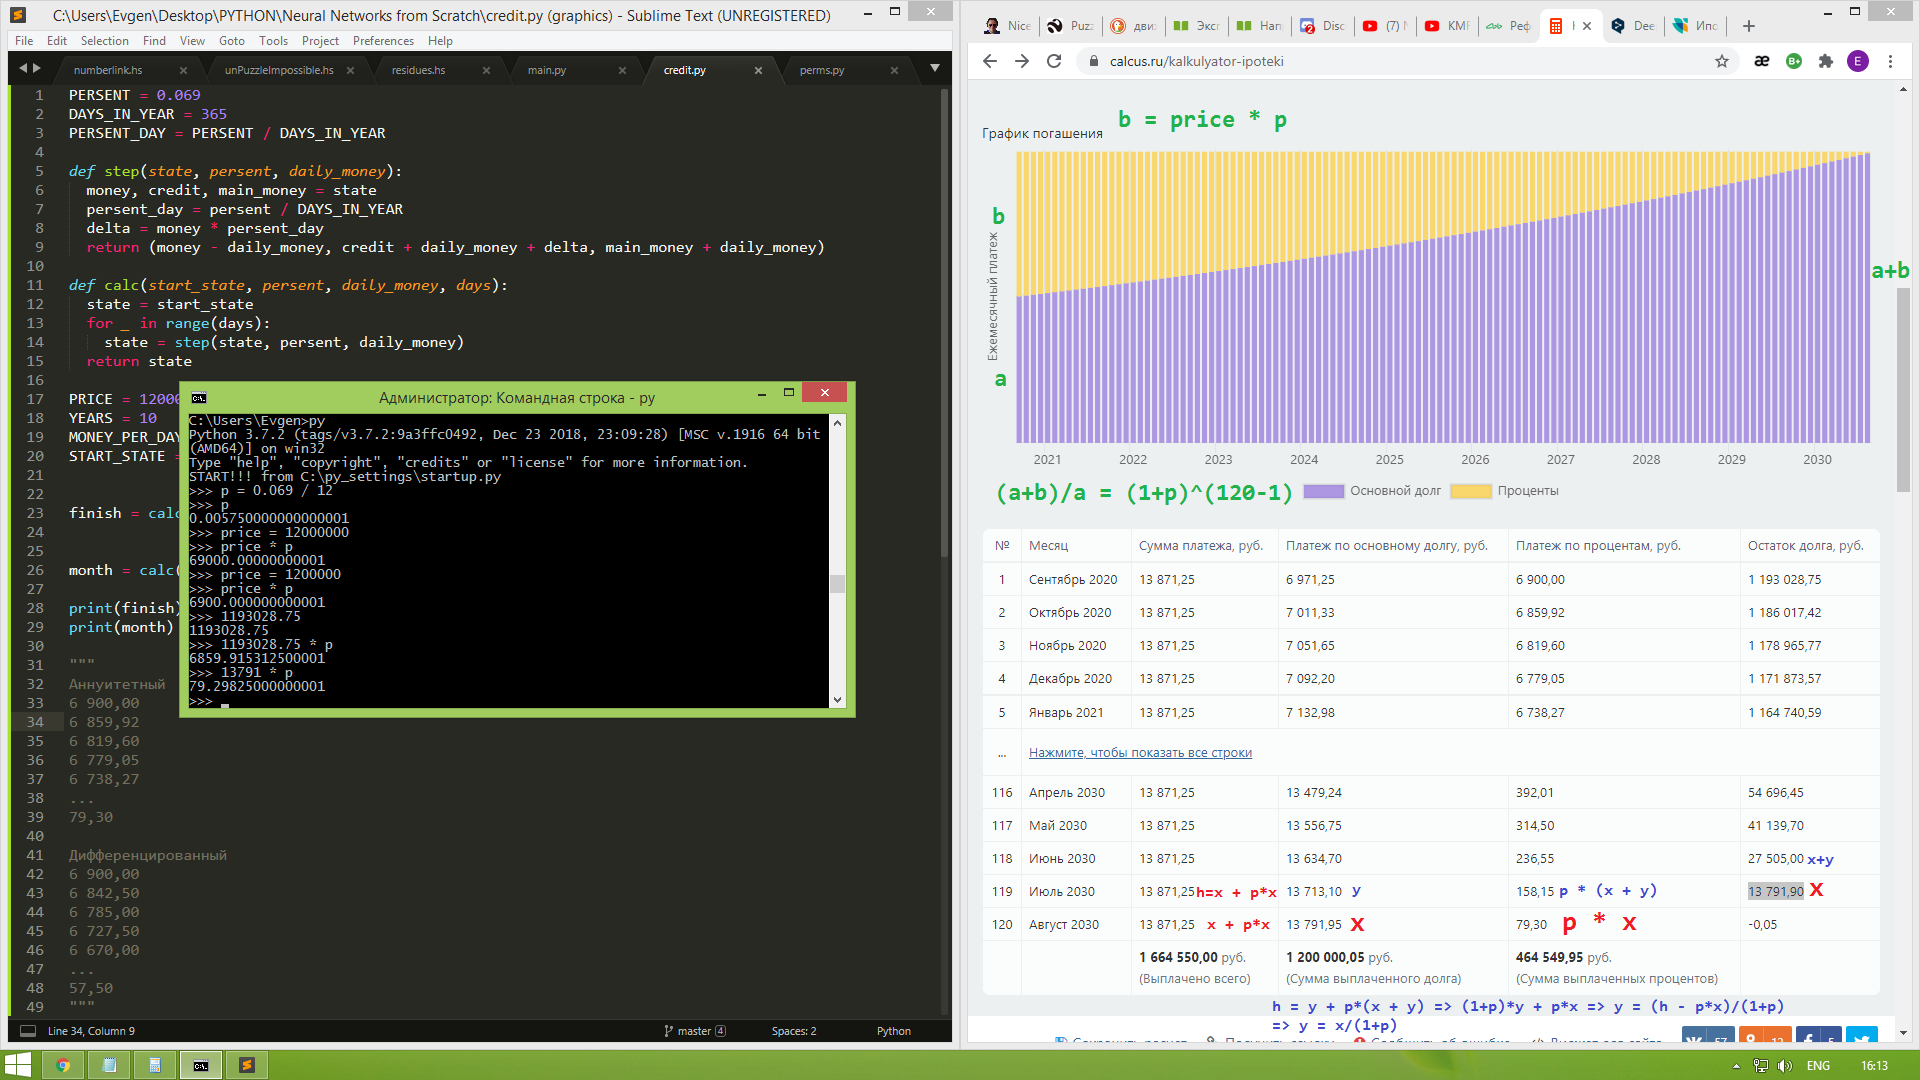 C:\Users\Evgen\Desktop\PYTHON\Neural Networks from Scratch\credit.py (graphics) - Sublime Text (UNREGISTERED)
File Edit Selection Find View Goto Tools Project Preferences Help
numberlink.hs unPuzzleImpossible.hs residues.hs main.py credit.py perms.py
1 PERSENT = 0.069
2 DAYS_IN_YEAR = 365
3 PERSENT_DAY = PERSENT / DAYS_IN_YEAR
4
5 def step(state, persent, daily_money):
6 money, credit, main_money = state
7 persent_day = persent / DAYS_IN_YEAR
8 delta = money * persent_day
9 return (money - daily_money, credit + daily_money + delta, main_money + daily_money)
10
11 def calc(start_state, persent, daily_money, days):
12 state = start_state
13 for _ in range(days):
14 state = step(state, persent, daily_money)
15 return state
16
17 PRICE = 12000
18 YEARS = 10
19 MONEY_PER_DAY
20 START_STATE =
21
22
23 finish = calc
24
25
26 month = calc(
27
28 print(finish)
29 print(month)
30
31 """
32 Аннуитетный
33 6 900,00
34 6 859,92
35 6 819,60
36 6 779,05
37 6 738,27
38 ...
39 79,30
40
41 Дифференцированный
42 6 900,00
43 6 842,50
44 6 785,00
45 6 727,50
46 6 670,00
47 ...
48 57,50
49 """
Line 34, Column 9 master 4 Spaces: 2 Python
Администратор: Командная строка - py
C:\Users\Evgen>py
Python 3.7.2 (tags/v3.7.2:9a3ffc0492, Dec 23 2018, 23:09:28) [MSC v.1916 64 bit
(AMD64)] on win32
Type "help", "copyright", "credits" or "license" for more information.
START!!! from C:\py_settings\startup.py
>>> p = 0.069 / 12
>>> p
0.005750000000000001
>>> price = 12000000
>>> price * p
69000.00000000001
>>> price = 1200000
>>> price * p
6900.000000000001
>>> 1193028.75
1193028.75
>>> 1193028.75 * p
6859.915312500001
>>> 13791 * p
79.29825000000001
>>>
Nice Puzz движ Экс Нап Disc (7) KMF Реф Dee Ипо
calcus.ru/kalkulyator-ipoteki
b = price * p
График погашения
b
Ежемесячный платеж
a
a+b
2021 2022 2023 2024 2025 2026 2027 2028 2029 2030
(a+b)/a = (1+p)^(120-1) Основной долг Проценты
№ Месяц Сумма платежа, руб. Платеж по основному долгу, руб. Платеж по процентам, руб. Остаток долга, руб.
1 Сентябрь 2020 13 871,25 6 971,25 6 900,00 1 193 028,75
2 Октябрь 2020 13 871,25 7 011,33 6 859,92 1 186 017,42
3 Ноябрь 2020 13 871,25 7 051,65 6 819,60 1 178 965,77
4 Декабрь 2020 13 871,25 7 092,20 6 779,05 1 171 873,57
5 Январь 2021 13 871,25 7 132,98 6 738,27 1 164 740,59
... Нажмите, чтобы показать все строки
116 Апрель 2030 13 871,25 13 479,24 392,01 54 696,45
117 Май 2030 13 871,25 13 556,75 314,50 41 139,70
118 Июнь 2030 13 871,25 13 634,70 236,55 27 505,00 x+y
119 Июль 2030 13 871,25 h=x + p*x 13 713,10 y 158,15 p * (x + y) 13 791,90 X
120 Август 2030 13 871,25 x + p*x 13 791,95 X 79,30 p * x -0,05
1 664 550,00 руб. 1 200 000,05 руб. 464 549,95 руб.
(Выплачено всего) (Сумма выплаченного долга) (Сумма выплаченных процентов)
h = y + p*(x + y) => (1+p)*y + p*x => y = (h - p*x)/(1+p)
=> y = x/(1+p)
ENG 16:13